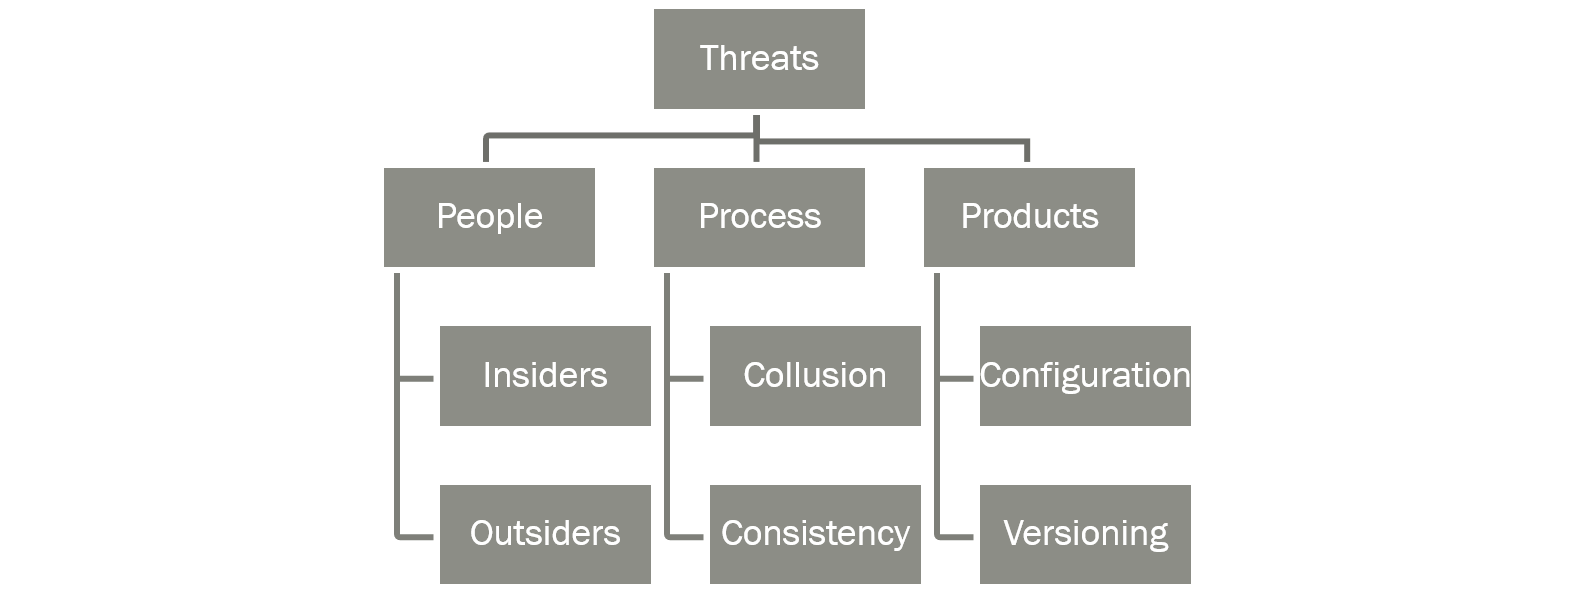 Threats
People
Process
Products
Insiders
Collusion
Configuration
Outsiders
Consistency
Versioning